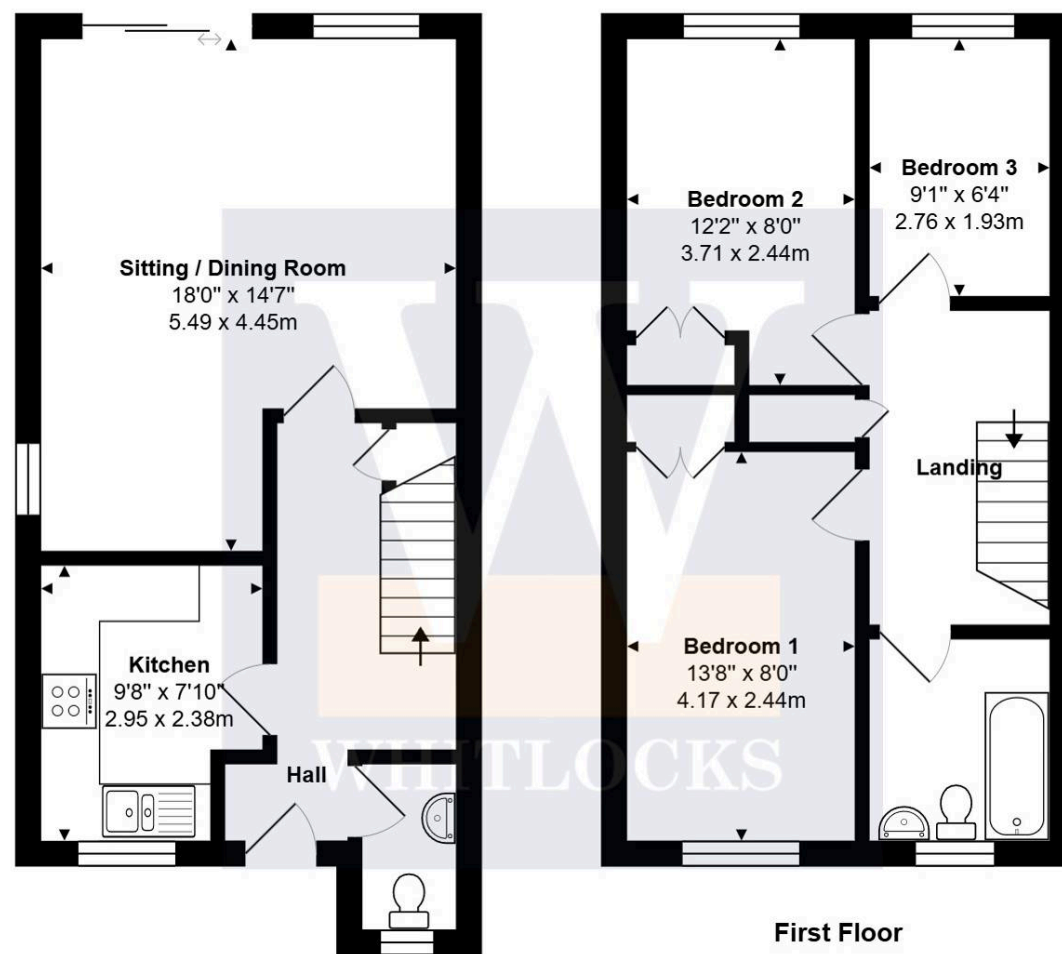 Sitting / Dining Room
18'0" x 14'7"
5.49 x 4.45m
Kitchen
9'8" x 7'10"
2.95 x 2.38m
Hall
Bedroom 2
12'2" x 8'0"
3.71 x 2.44m
Bedroom 3
9'1" x 6'4"
2.76 x 1.93m
Landing
Bedroom 1
13'8" x 8'0"
4.17 x 2.44m
W
WHITLOCKS
First Floor